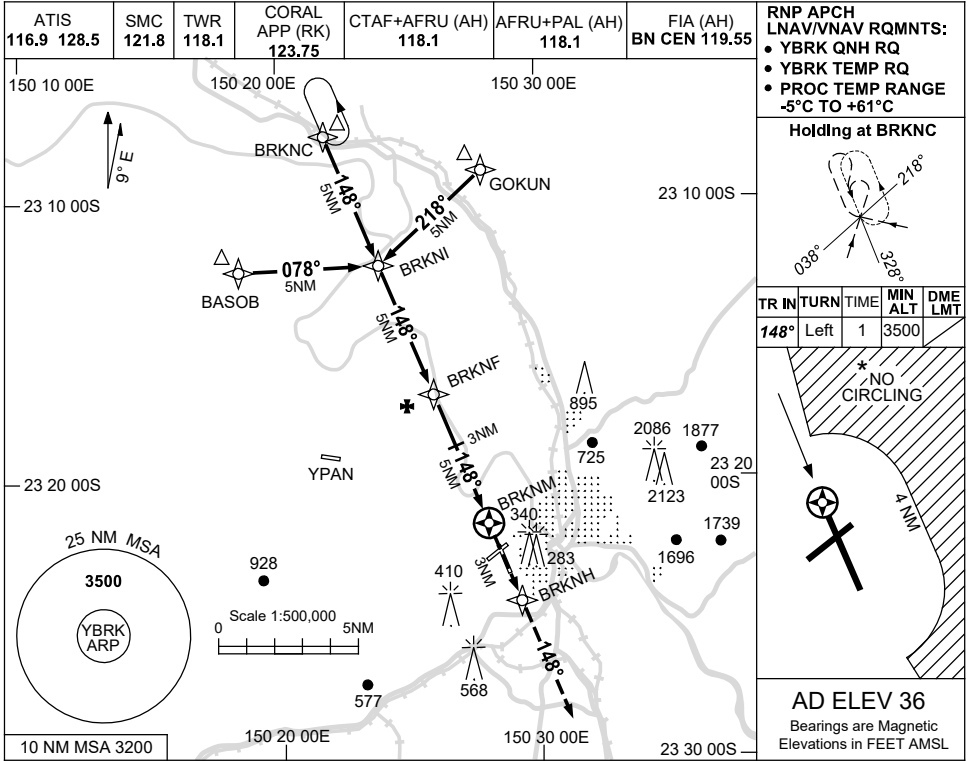 ATIS
116.9 128.5
SMC
121.8
TWR
118.1
CORAL
APP (RK)
123.75
CTAF+AFRU (AH)
118.1
AFRU+PAL (AH)
118.1
FIA (AH)
BN CEN 119.55
RNP APCH
LNAV/VNAV RQMNTS:
• YBRK QNH RQ
• YBRK TEMP RQ
• PROC TEMP RANGE
-5°C TO +61°C
150 10 00E
150 20 00E
150 30 00E
9° E
BRKNC
148°
5NM
GOKUN
218°
5NM
23 10 00S
23 10 00S
BRKNI
078°
5NM
BASOB
148°
5NM
BRKNF
3NM
148°
5NM
895
725
2086
1877
2123
YPAN
23 20 00S
23 20
00S
BRKNM
340
283
1696
1739
3NM
BRKNH
410
928
568
577
148°
25 NM MSA
3500
YBRK
ARP
Scale 1:500,000
0
5NM
10 NM MSA 3200
150 20 00E
150 30 00E
23 30 00S
Holding at BRKNC
218°
038°
328°
TR IN
TURN
TIME
MIN
ALT
DME
LMT
148°
Left
1
3500
*
NO
CIRCLING
4 NM
AD ELEV 36
Bearings are Magnetic
Elevations in FEET AMSL